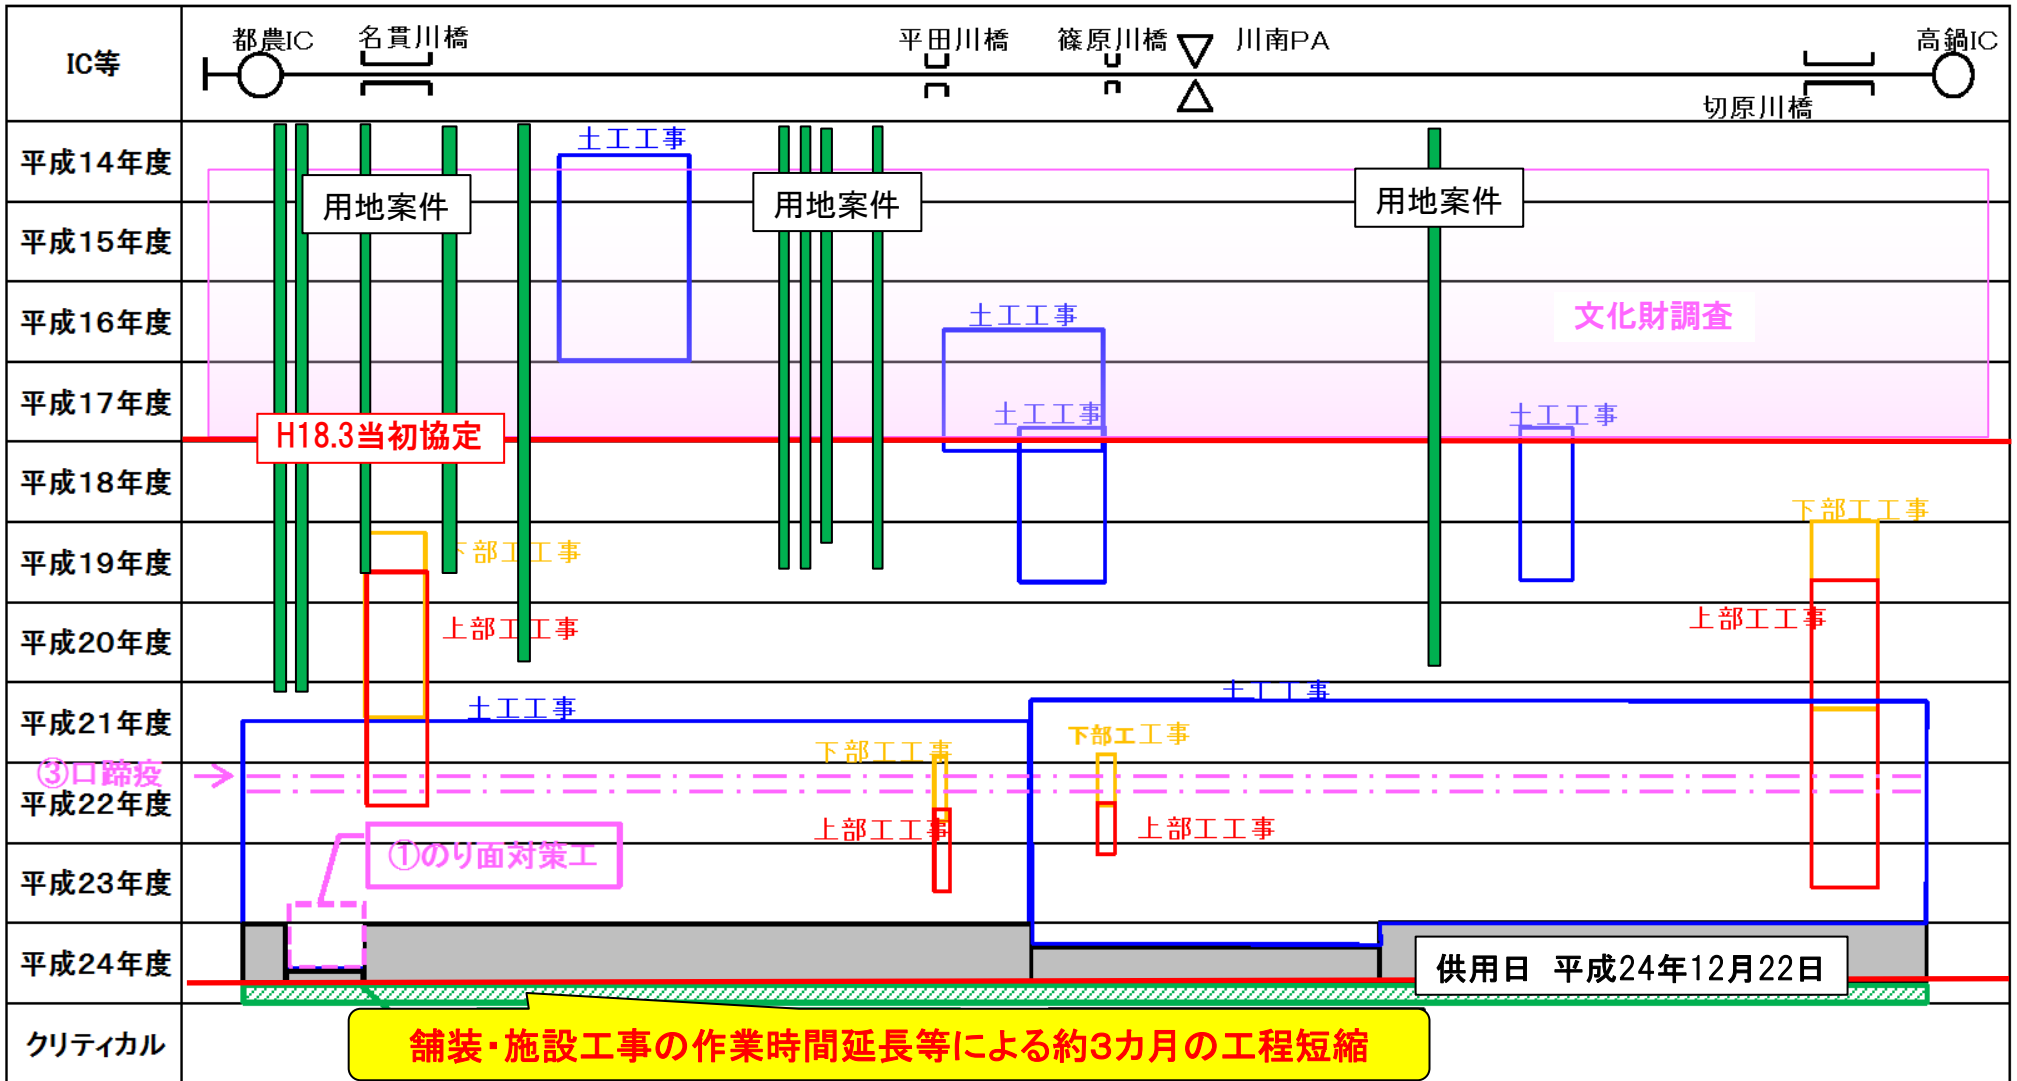 IC等
都農IC
名貫川橋
平田川橋
篠原川橋
川南PA
高鍋IC
切原川橋
平成14年度
土工工事
用地案件
用地案件
用地案件
平成15年度
平成16年度
土工工事
文化財調査
平成17年度
土工工事
土工工事
H18.3当初協定
平成18年度
下部工工事
平成19年度
下部工工事
平成20年度
上部工工事
上部工工事
平成21年度
土工工事
土工工事
下部工工事
下部工工事
③口蹄疫
平成22年度
上部工工事
上部工工事
①のり面対策工
平成23年度
平成24年度
供用日 平成24年12月22日
クリティカル
舗装・施設工事の作業時間延長等による約3カ月の工程短縮